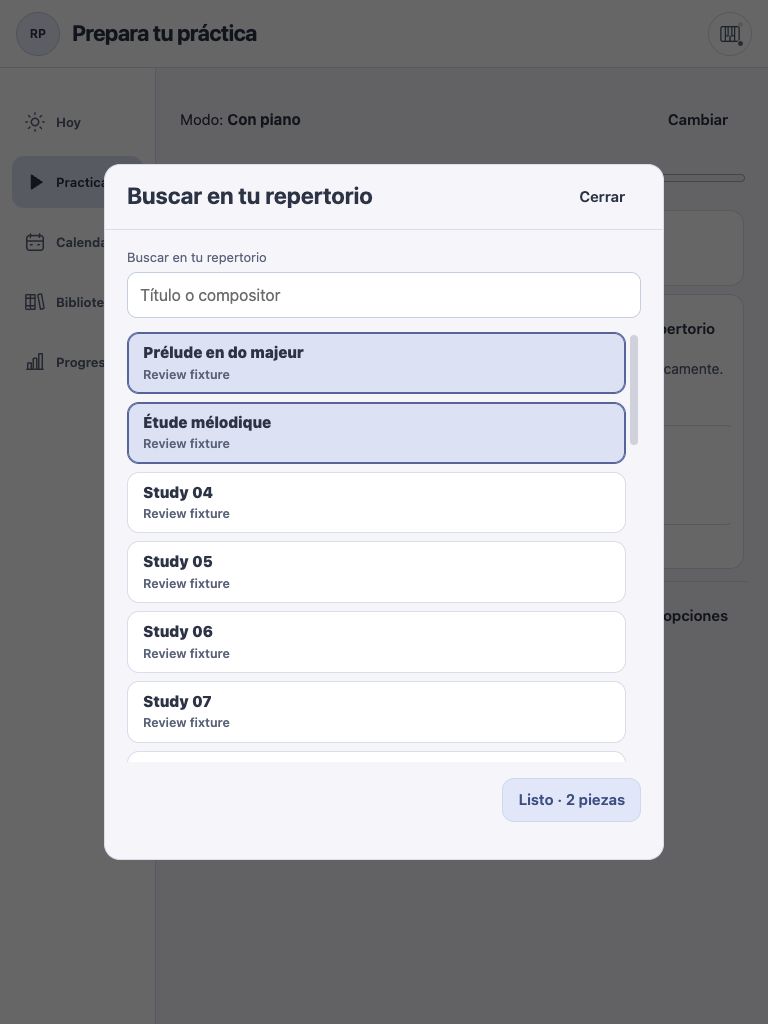 RP
Prepara tu práctica
Hoy
Modo: Con piano
Cambiar
Practica
Calenda
Bibliote
Progres
pertorio
camente.
opciones
Buscar en tu repertorio
Cerrar
Buscar en tu repertorio
Título o compositor
Prélude en do majeur
Review fixture
Étude mélodique
Review fixture
Study 04
Review fixture
Study 05
Review fixture
Study 06
Review fixture
Study 07
Review fixture
Listo · 2 piezas